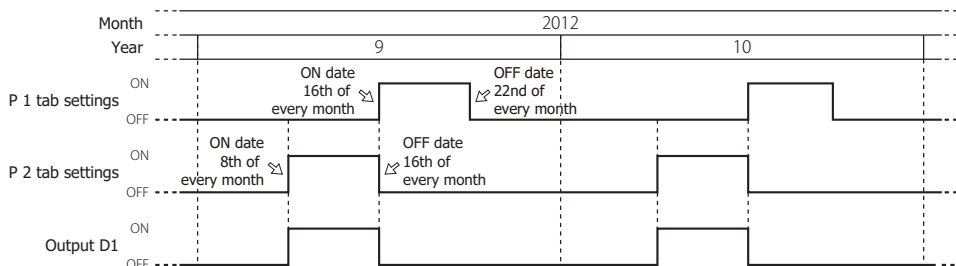 Month
2012
Year
9
10
ON date
16th of
every month
OFF date
22nd of
every month
P 1 tab settings
ON
OFF
ON date
8th of
every month
OFF date
16th of
every month
P 2 tab settings
ON
OFF
Output D1
ON
OFF